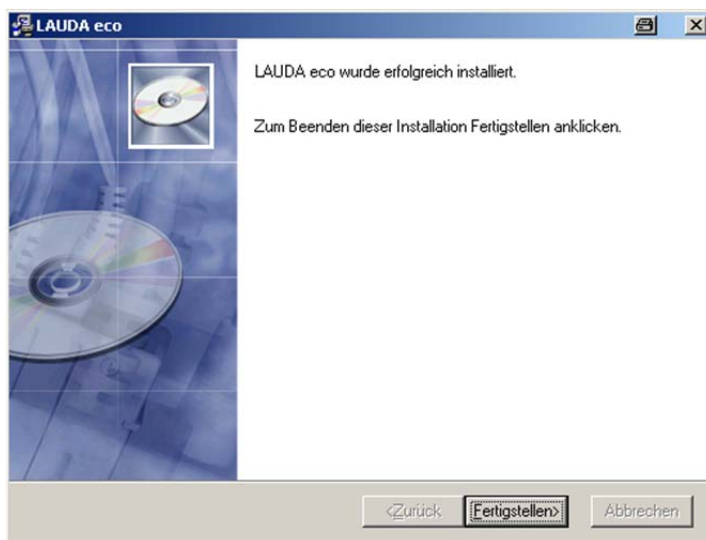 LAUDA eco
LAUDA eco wurde erfolgreich installiert.
Zum Beenden dieser Installation Fertigstellen anklicken.
<Zurück
Fertigstellen>
Abbrechen